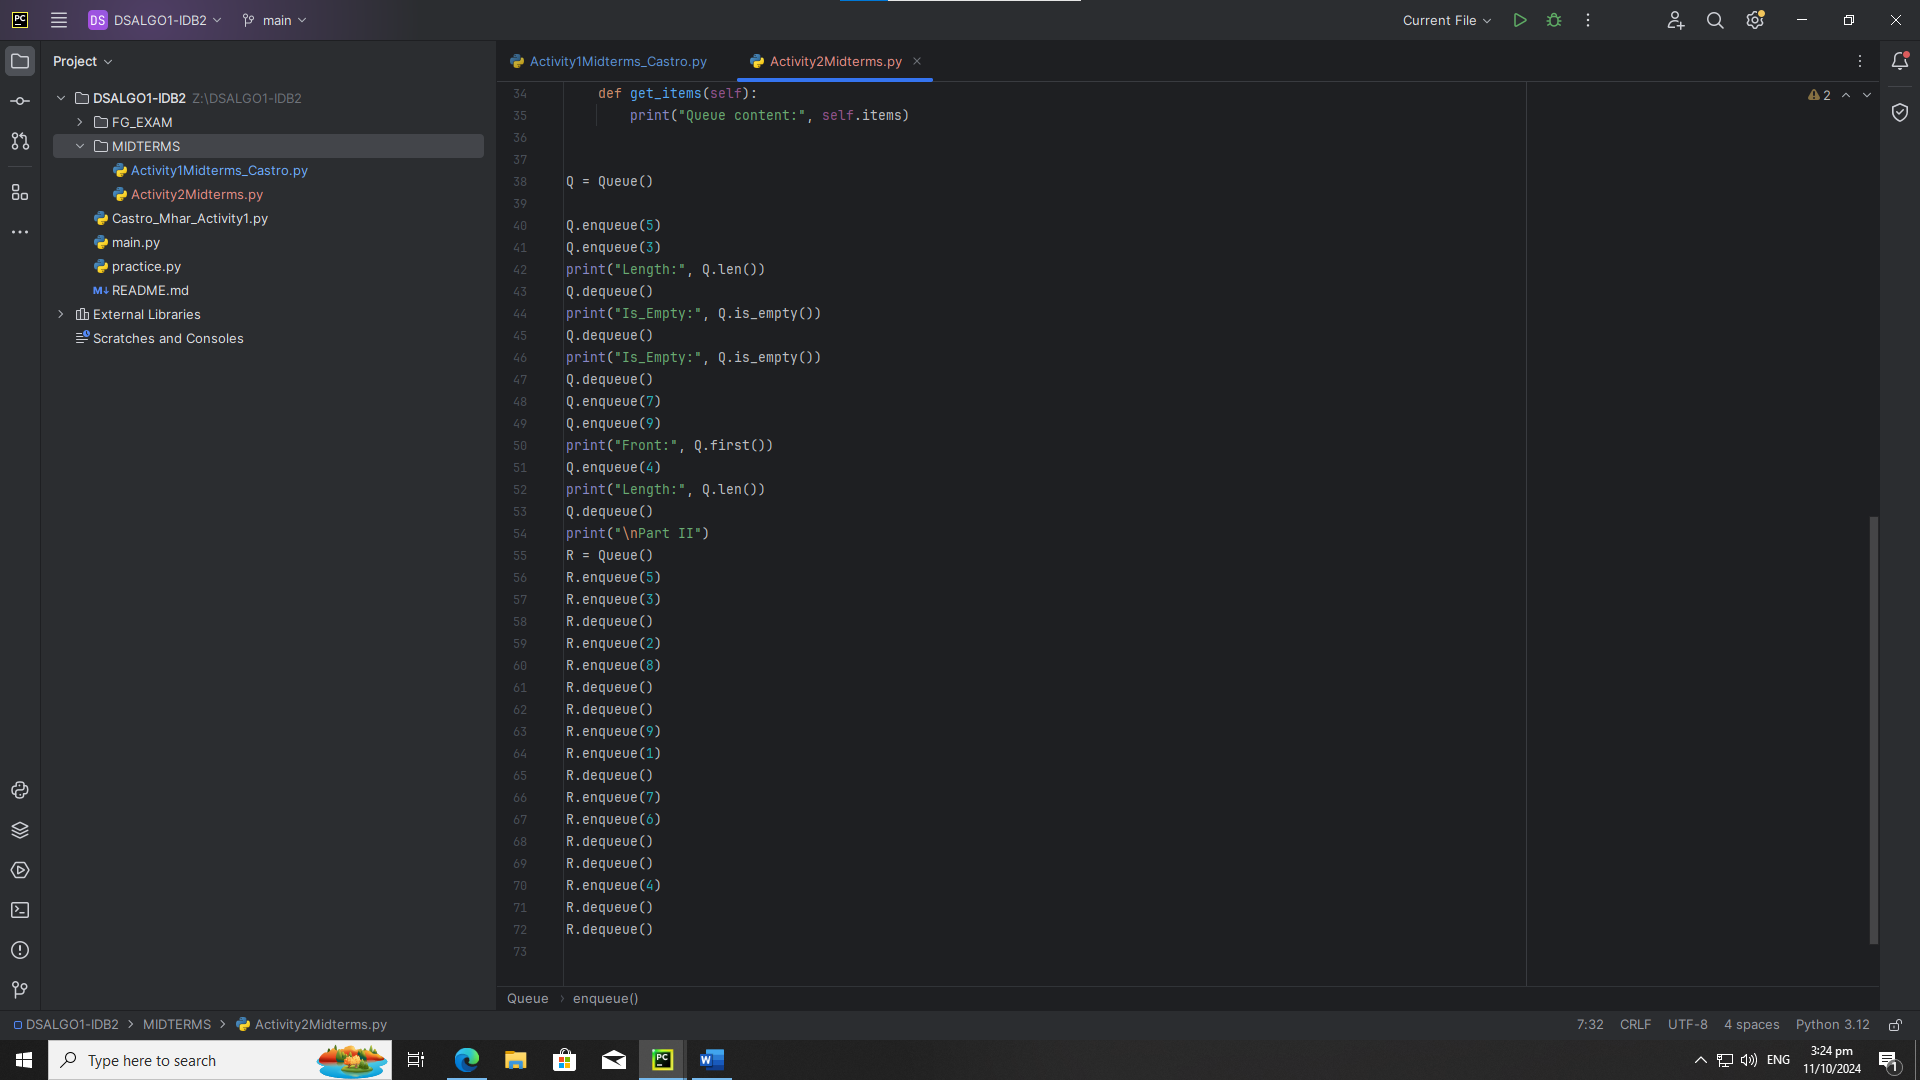 PC DS DSALGO1-IDB2 main Current File
Project
DSALGO1-IDB2 Z:\DSALGO1-IDB2
FG_EXAM
MIDTERMS
Activity1Midterms_Castro.py
Activity2Midterms.py
Castro_Mhar_Activity1.py
main.py
practice.py
M↓ README.md
External Libraries
Scratches and Consoles
Activity1Midterms_Castro.py Activity2Midterms.py
2
34 def get_items(self):
35 print("Queue content:", self.items)
36
37
38 Q = Queue()
39
40 Q.enqueue(5)
41 Q.enqueue(3)
42 print("Length:", Q.len())
43 Q.dequeue()
44 print("Is_Empty:", Q.is_empty())
45 Q.dequeue()
46 print("Is_Empty:", Q.is_empty())
47 Q.dequeue()
48 Q.enqueue(7)
49 Q.enqueue(9)
50 print("Front:", Q.first())
51 Q.enqueue(4)
52 print("Length:", Q.len())
53 Q.dequeue()
54 print("\nPart II")
55 R = Queue()
56 R.enqueue(5)
57 R.enqueue(3)
58 R.dequeue()
59 R.enqueue(2)
60 R.enqueue(8)
61 R.dequeue()
62 R.dequeue()
63 R.enqueue(9)
64 R.enqueue(1)
65 R.dequeue()
66 R.enqueue(7)
67 R.enqueue(6)
68 R.dequeue()
69 R.dequeue()
70 R.enqueue(4)
71 R.dequeue()
72 R.dequeue()
73
Queue › enqueue()
DSALGO1-IDB2 > MIDTERMS > Activity2Midterms.py 7:32 CRLF UTF-8 4 spaces Python 3.12
Type here to search PC W ENG 3:24 pm
11/10/2024 1